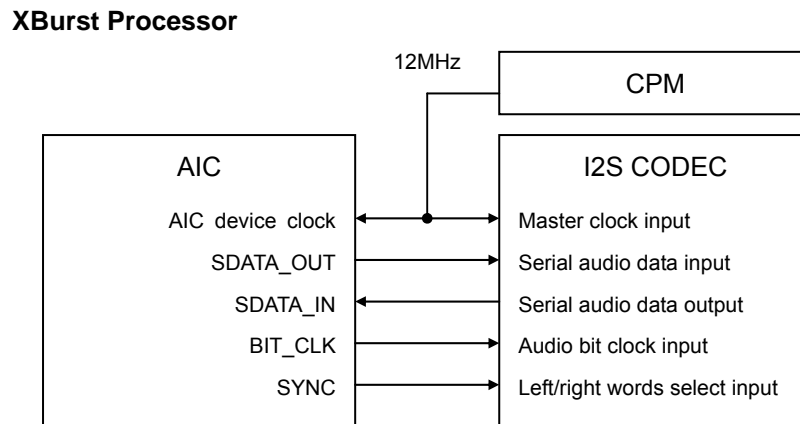 XBurst Processor
12MHz
CPM
AIC
I2S CODEC
AIC device clock
Master clock input
SDATA_OUT
Serial audio data input
SDATA_IN
Serial audio data output
BIT_CLK
Audio bit clock input
SYNC
Left/right words select input